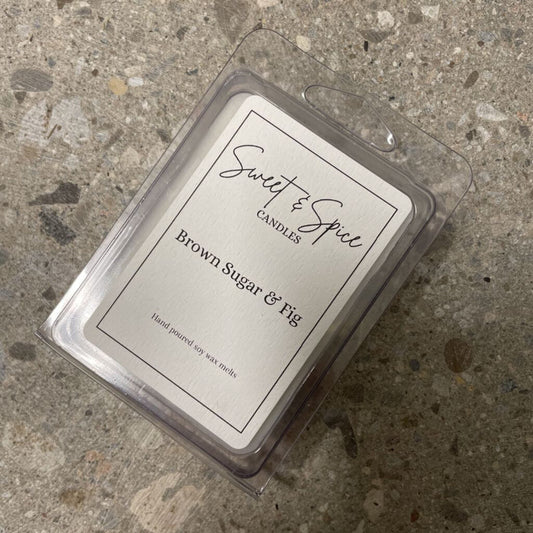 Sweet & Spice
CANDLES
Brown Sugar & Fig
Hand poured soy wax melts